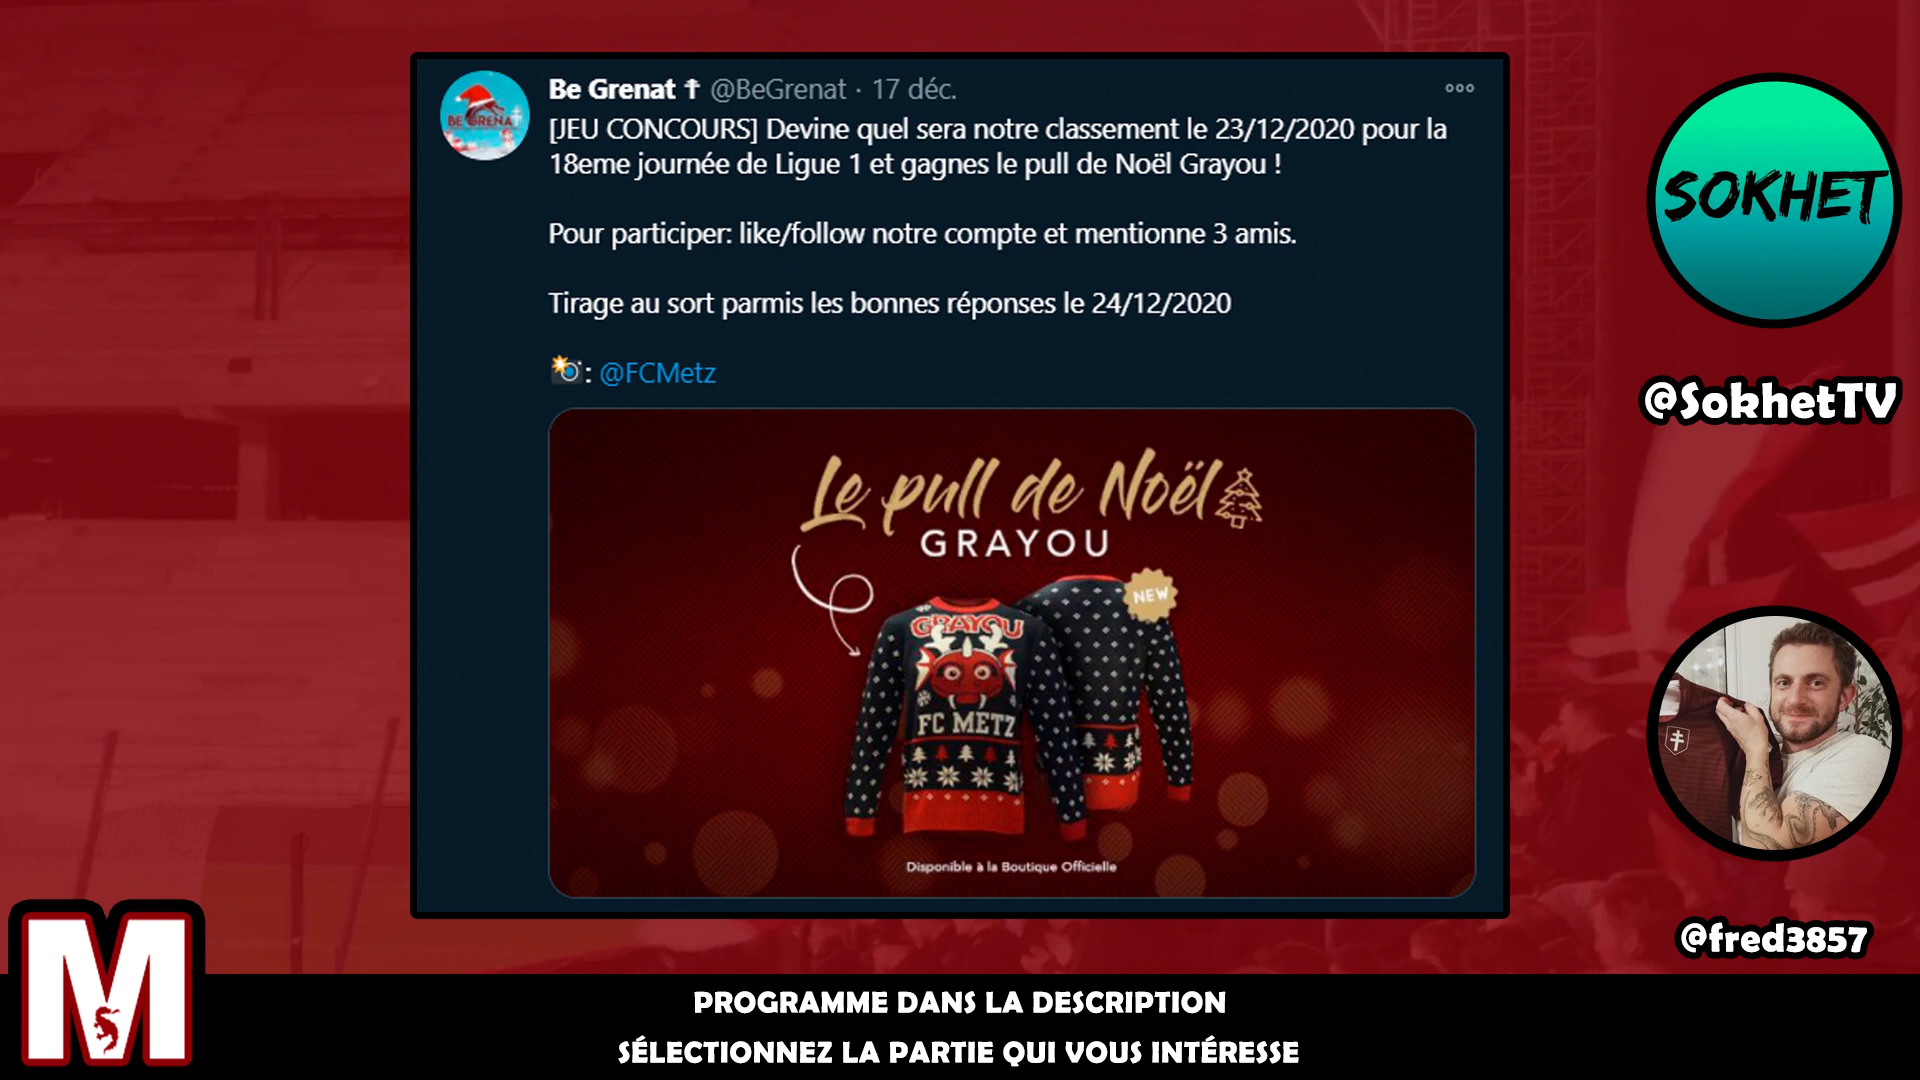 Be Grenat ☨ @BeGrenat · 17 déc.
[JEU CONCOURS] Devine quel sera notre classement le 23/12/2020 pour la
18eme journée de Ligue 1 et gagnes le pull de Noël Grayou !
Pour participer: like/follow notre compte et mentionne 3 amis.
Tirage au sort parmis les bonnes réponses le 24/12/2020
📸: @FCMetz
BE GRENAT
Le pull de Noël
GRAYOU
NEW
GRAYOU
FC METZ
Disponible à la Boutique Officielle
SOKHET
@SokhetTV
@fred3857
M
PROGRAMME DANS LA DESCRIPTION
SÉLECTIONNEZ LA PARTIE QUI VOUS INTÉRESSE